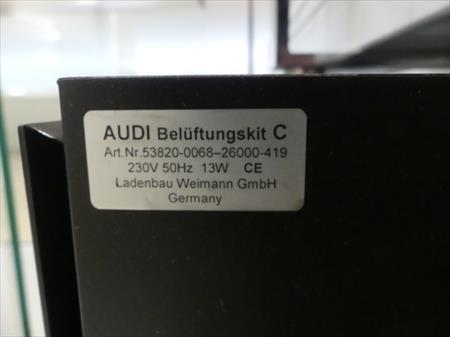 AUDI Belüftungskit C
Art.Nr.53820-0068–26000-419
230V 50Hz 13W CE
Ladenbau Weimann GmbH
Germany